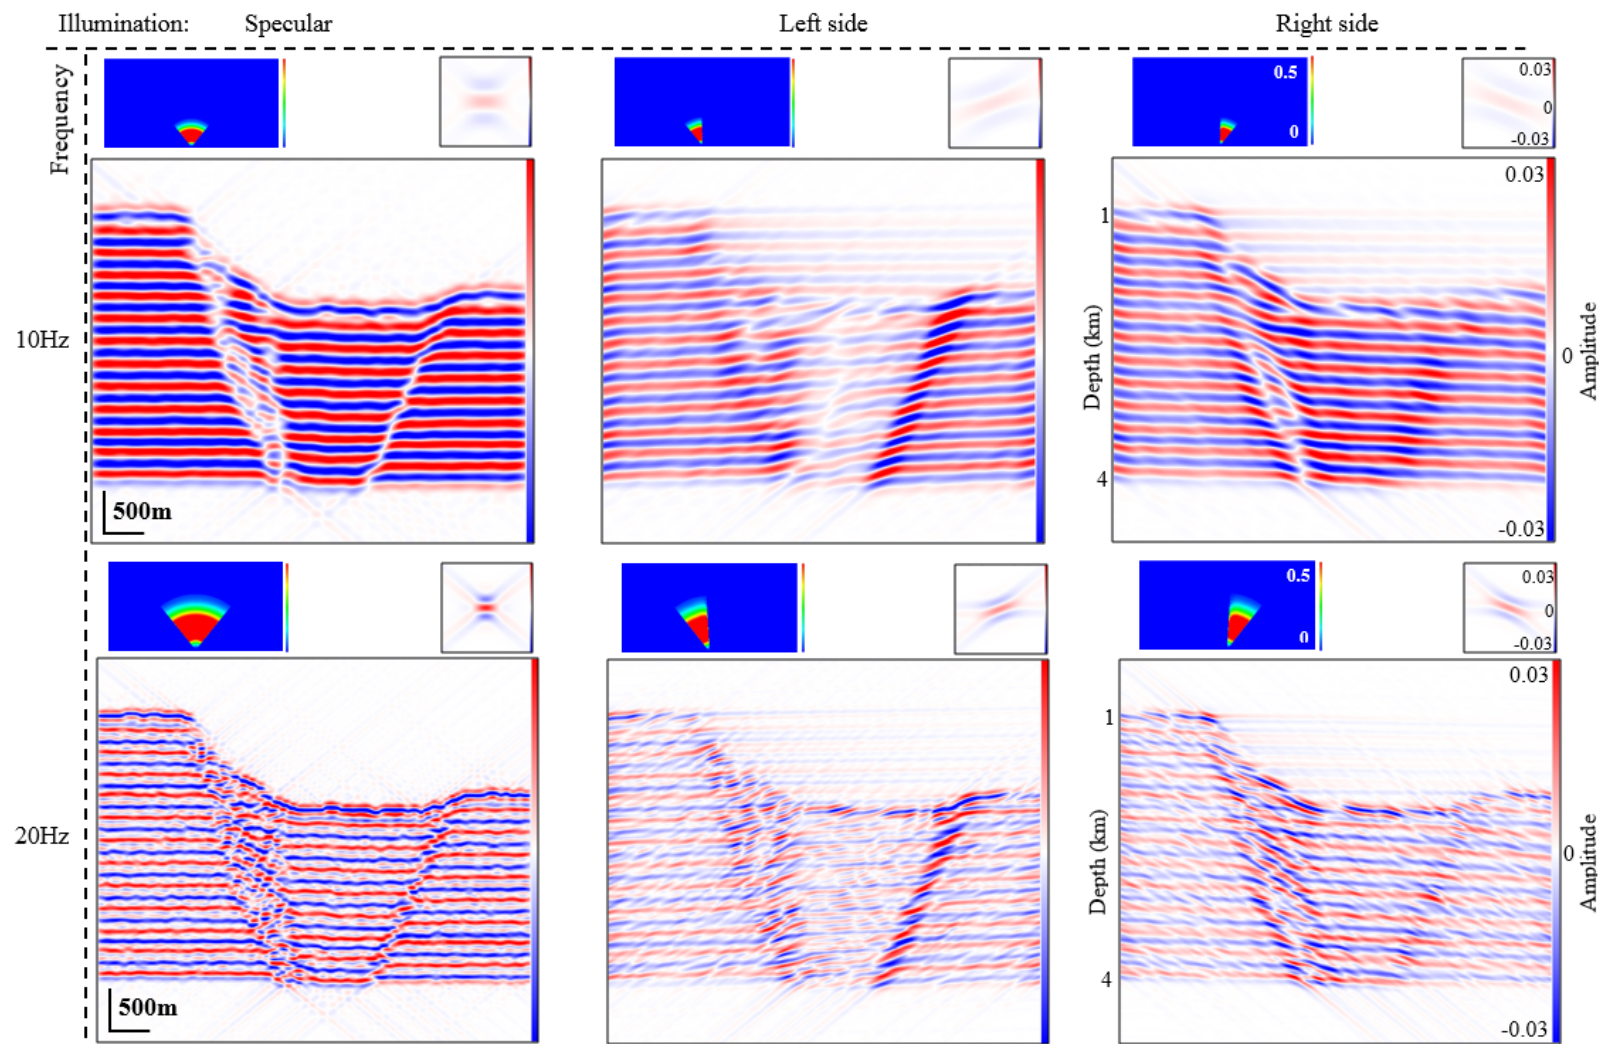 Illumination: Specular Left side Right side
Frequency
0.5
0
0.03
0
-0.03
10Hz
500m
Depth (km)
1
4
0.03
0
-0.03
Amplitude
0.5
0
0.03
0
-0.03
20Hz
500m
Depth (km)
1
4
0.03
0
-0.03
Amplitude